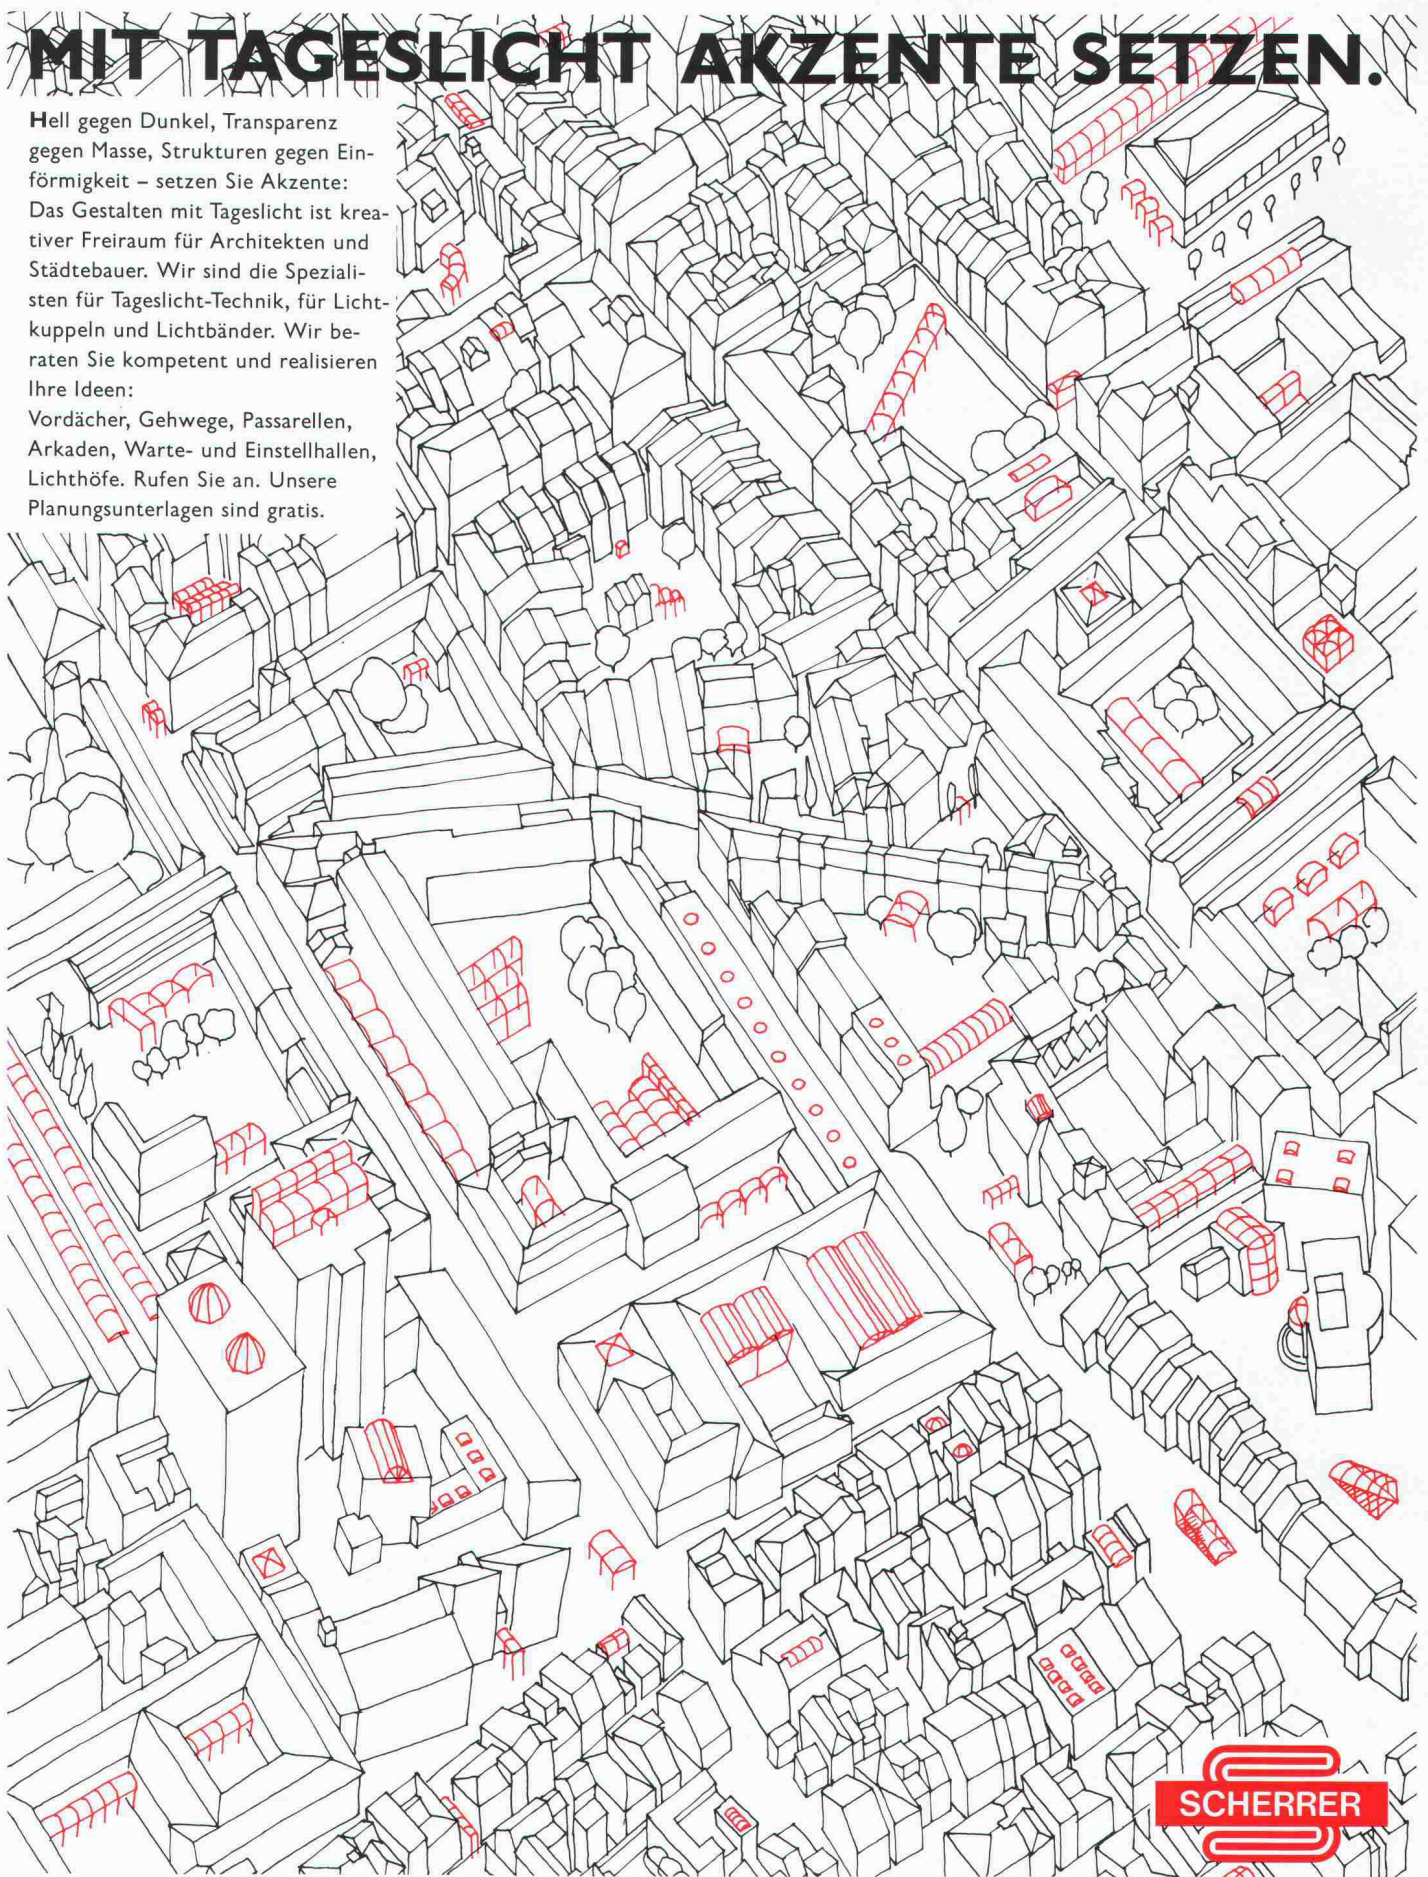 MIT TAGESLICHT AKZENTE SETZEN.
Hell gegen Dunkel, Transparenz
gegen Masse, Strukturen gegen Ein-
förmigkeit – setzen Sie Akzente:
Das Gestalten mit Tageslicht ist krea-
tiver Freiraum für Architekten und
Städtebauer. Wir sind die Speziali-
sten für Tageslicht-Technik, für Licht-
kuppeln und Lichtbänder. Wir be-
raten Sie kompetent und realisieren
Ihre Ideen:
Vordächer, Gehwege, Passarellen,
Arkaden, Warte- und Einstellhallen,
Lichthöfe. Rufen Sie an. Unsere
Planungsunterlagen sind gratis.
SCHERRER